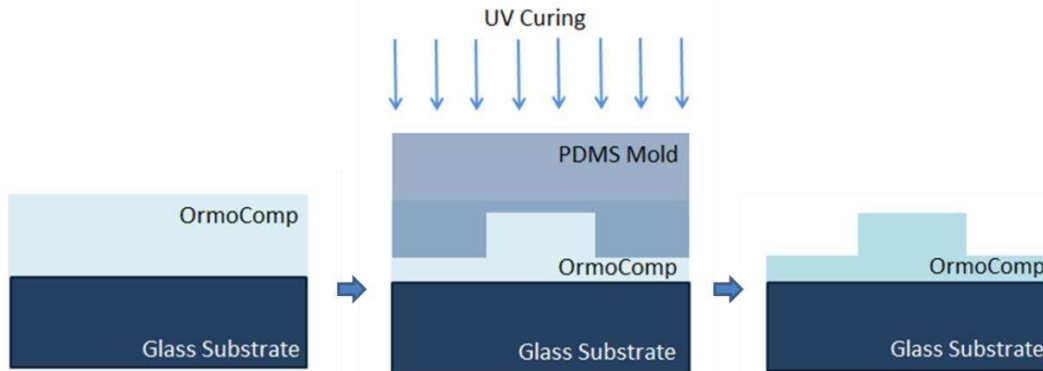 OrmoComp
Glass Substrate
UV Curing
PDMS Mold
OrmoComp
Glass Substrate
OrmoComp
Glass Substrate